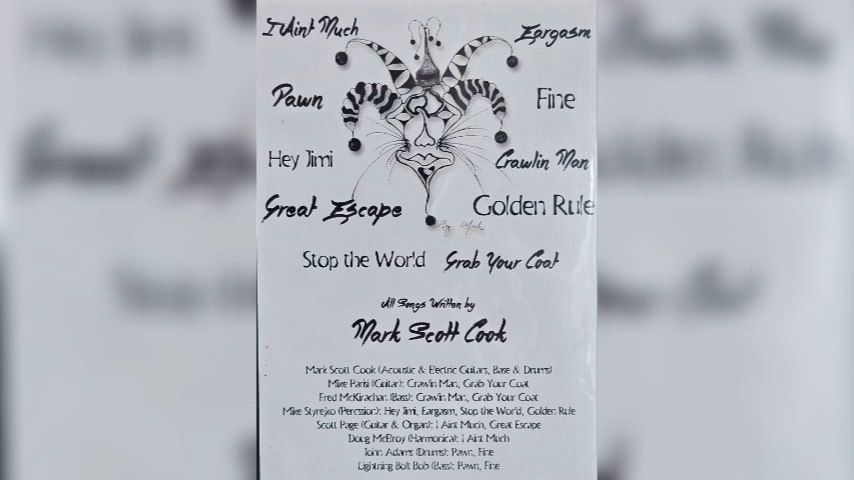 I Aint Much
Eargasm
Pawn
Fine
Hey Jimi
Crawlin Man
Great Escape
Golden Rule
By
Stop the World
Grab Your Coat
All Songs Written by
Mark Scott Cook
Mark Scott Cook (Acoustic & Electric Guitars, Base & Drums)
Mike Parisi (Guitar): Crawlin Man, Grab Your Coat
Fred McKirachan (Bass): Crawlin Man, Grab Your Coat
Mike Styrejko (Percssion): Hey Jimi, Eargasm, Stop the World, Golden Rule
Scott Page (Guitar & Organ): I Aint Much, Great Escape
Doug McElroy (Harmonica): I Aint Much
John Adams (Drums): Pawn, Fine
Lightning Bolt Bob (Bass): Pawn, Fine